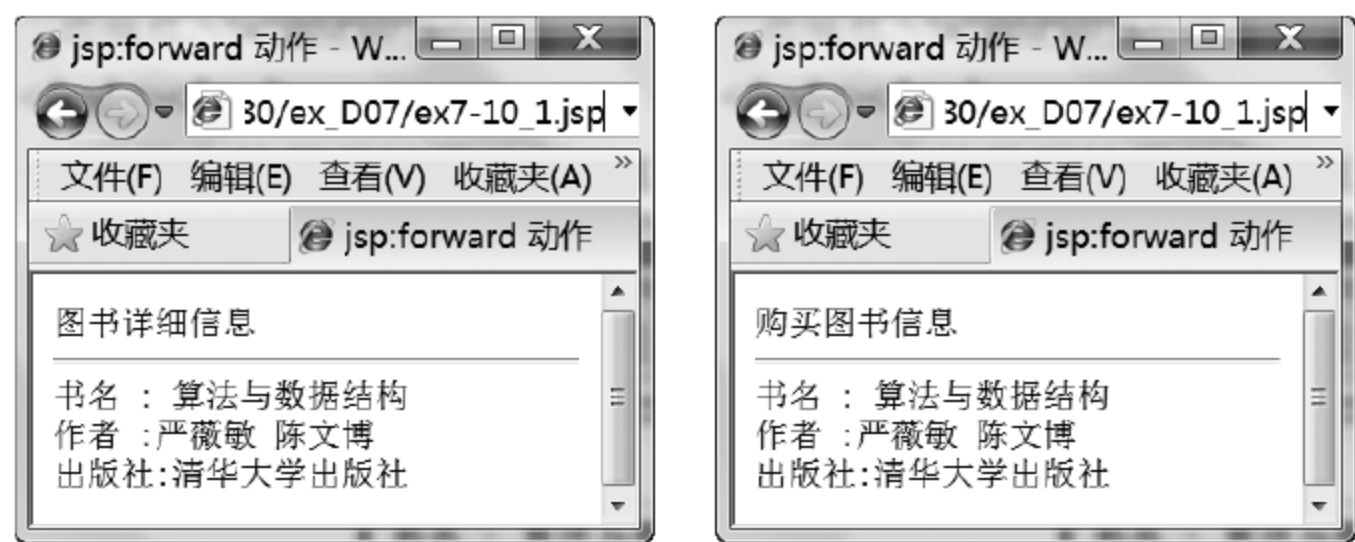 jsp:forward 动作 - W...
30/ex_D07/ex7-10_1.jsp
文件(F) 编辑(E) 查看(V) 收藏夹(A) »
收藏夹 jsp:forward 动作
图书详细信息
书名 : 算法与数据结构
作者 :严薇敏 陈文博
出版社:清华大学出版社
jsp:forward 动作 - W...
30/ex_D07/ex7-10_1.jsp
文件(F) 编辑(E) 查看(V) 收藏夹(A) »
收藏夹 jsp:forward 动作
购买图书信息
书名 : 算法与数据结构
作者 :严薇敏 陈文博
出版社:清华大学出版社